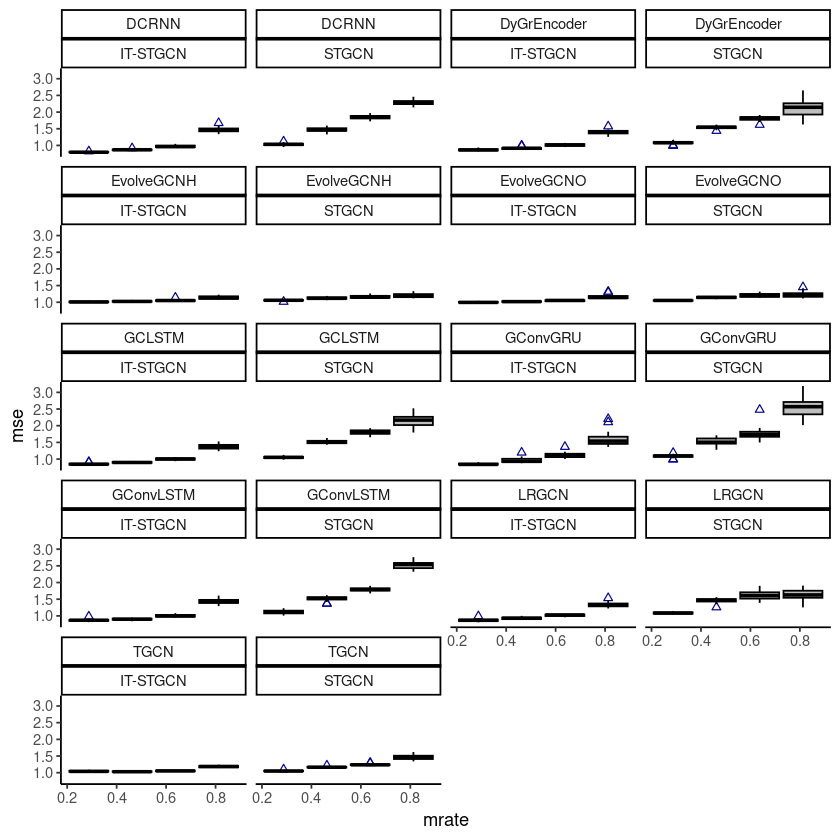 DCRNN DCRNN DyGrEncoder DyGrEncoder
IT-STGCN STGCN IT-STGCN STGCN
3.0
2.5
2.0
1.5
1.0
EvolveGCNH EvolveGCNH EvolveGCNO EvolveGCNO
IT-STGCN STGCN IT-STGCN STGCN
3.0
2.5
2.0
1.5
1.0
GCLSTM GCLSTM GConvGRU GConvGRU
IT-STGCN STGCN IT-STGCN STGCN
3.0
2.5
2.0
1.5
1.0
mse
GConvLSTM GConvLSTM LRGCN LRGCN
IT-STGCN STGCN IT-STGCN STGCN
3.0
2.5
2.0
1.5
1.0
0.2 0.4 0.6 0.8 0.2 0.4 0.6 0.8
TGCN TGCN
IT-STGCN STGCN
3.0
2.5
2.0
1.5
1.0
0.2 0.4 0.6 0.8 0.2 0.4 0.6 0.8
mrate